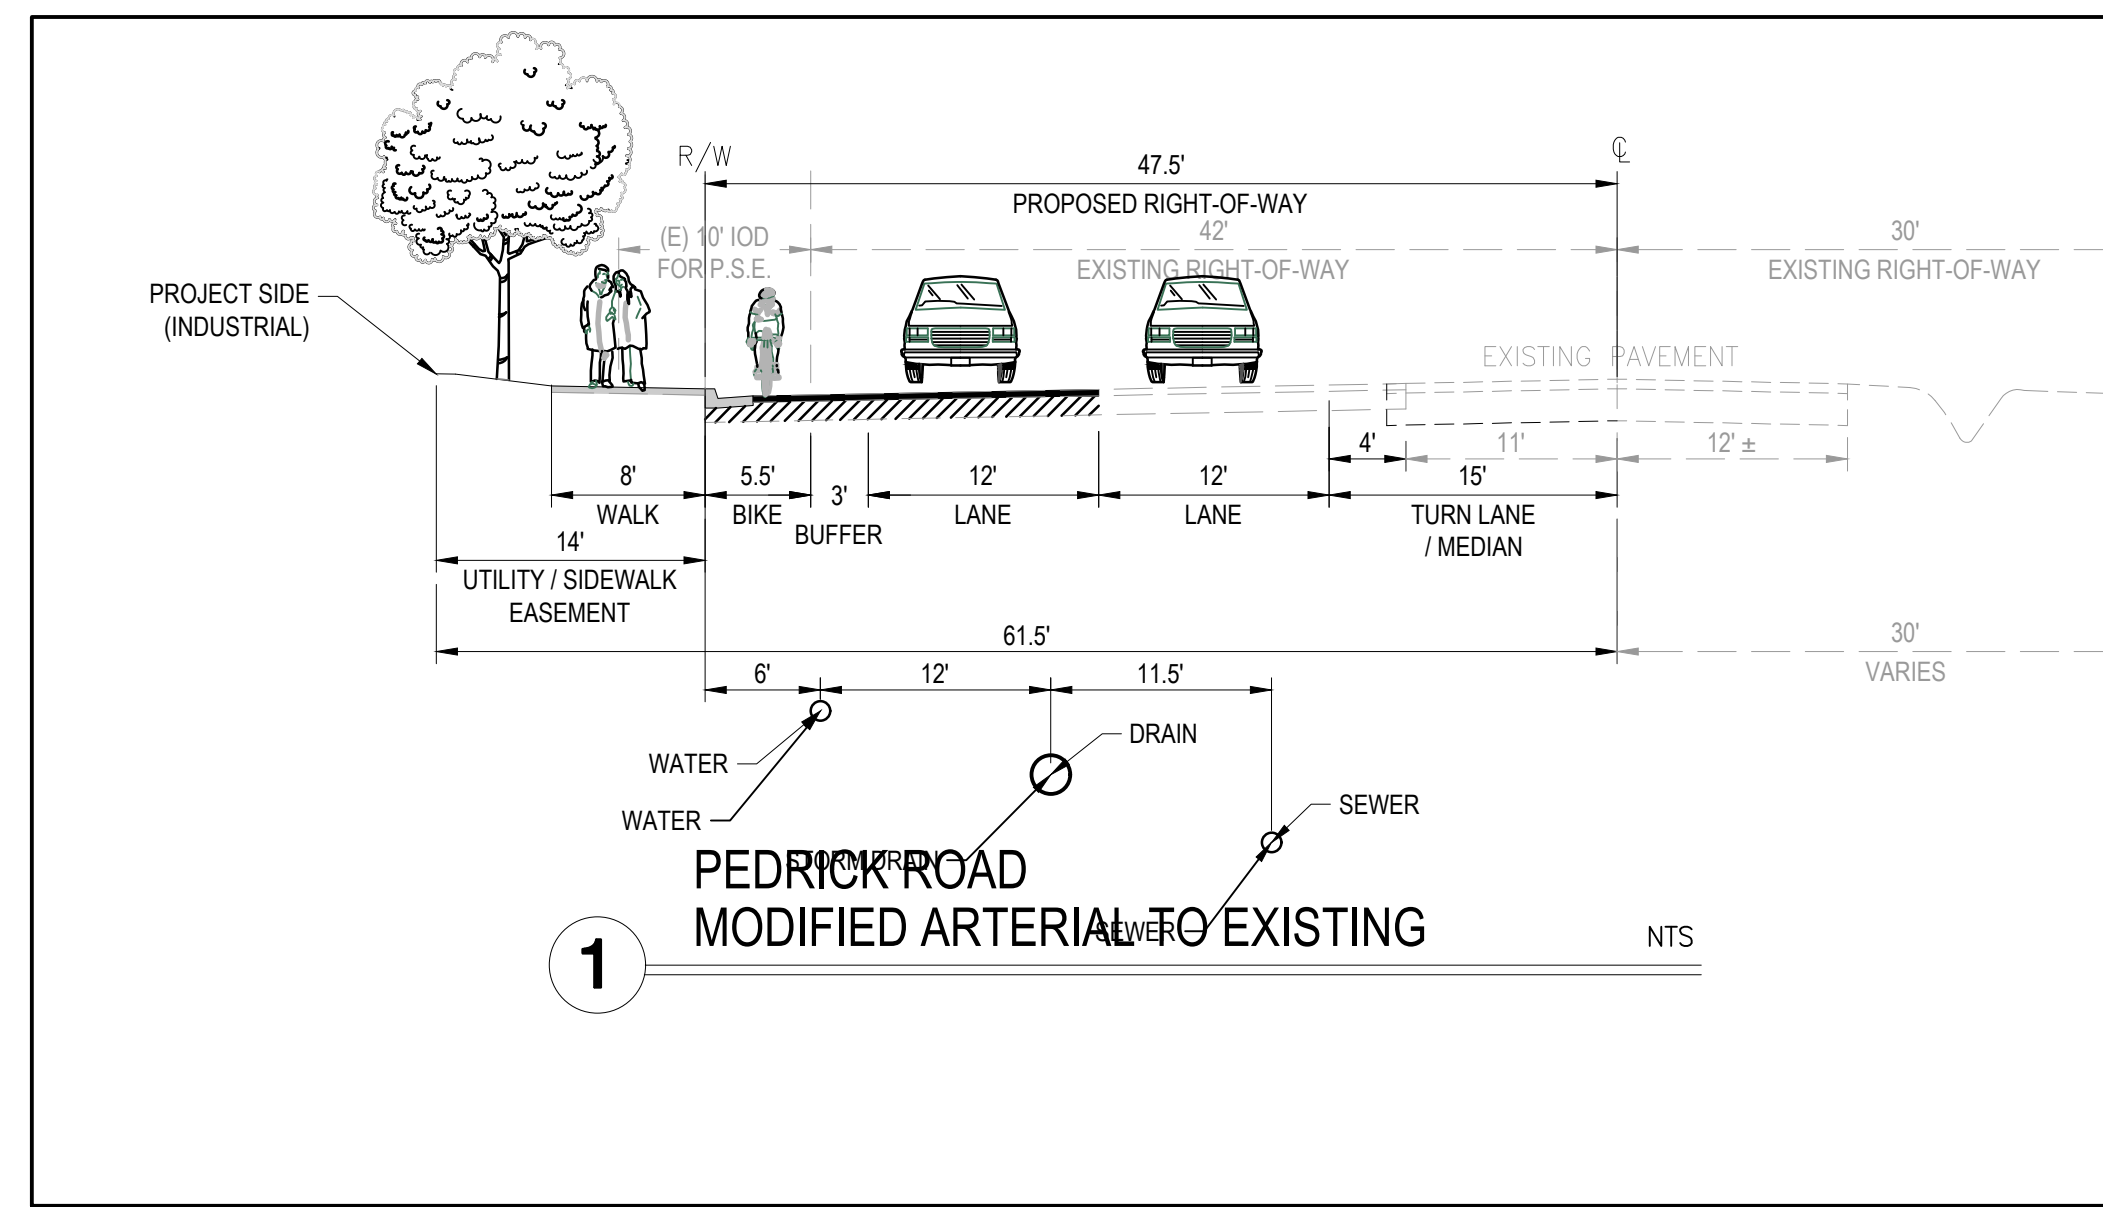 R/W
℄
47.5'
PROPOSED RIGHT-OF-WAY
(E) 10' IOD
FOR P.S.E.
42'
EXISTING RIGHT-OF-WAY
30'
EXISTING RIGHT-OF-WAY
PROJECT SIDE
(INDUSTRIAL)
EXISTING PAVEMENT
4'
11'
12' ±
8'
WALK
5.5'
BIKE
3'
BUFFER
12'
LANE
12'
LANE
15'
TURN LANE
/ MEDIAN
14'
UTILITY / SIDEWALK
EASEMENT
61.5'
30'
VARIES
6'
12'
11.5'
WATER
DRAIN
WATER
SEWER
STORM DRAIN
PEDRICK ROAD
SEWER
MODIFIED ARTERIAL TO EXISTING
NTS
1